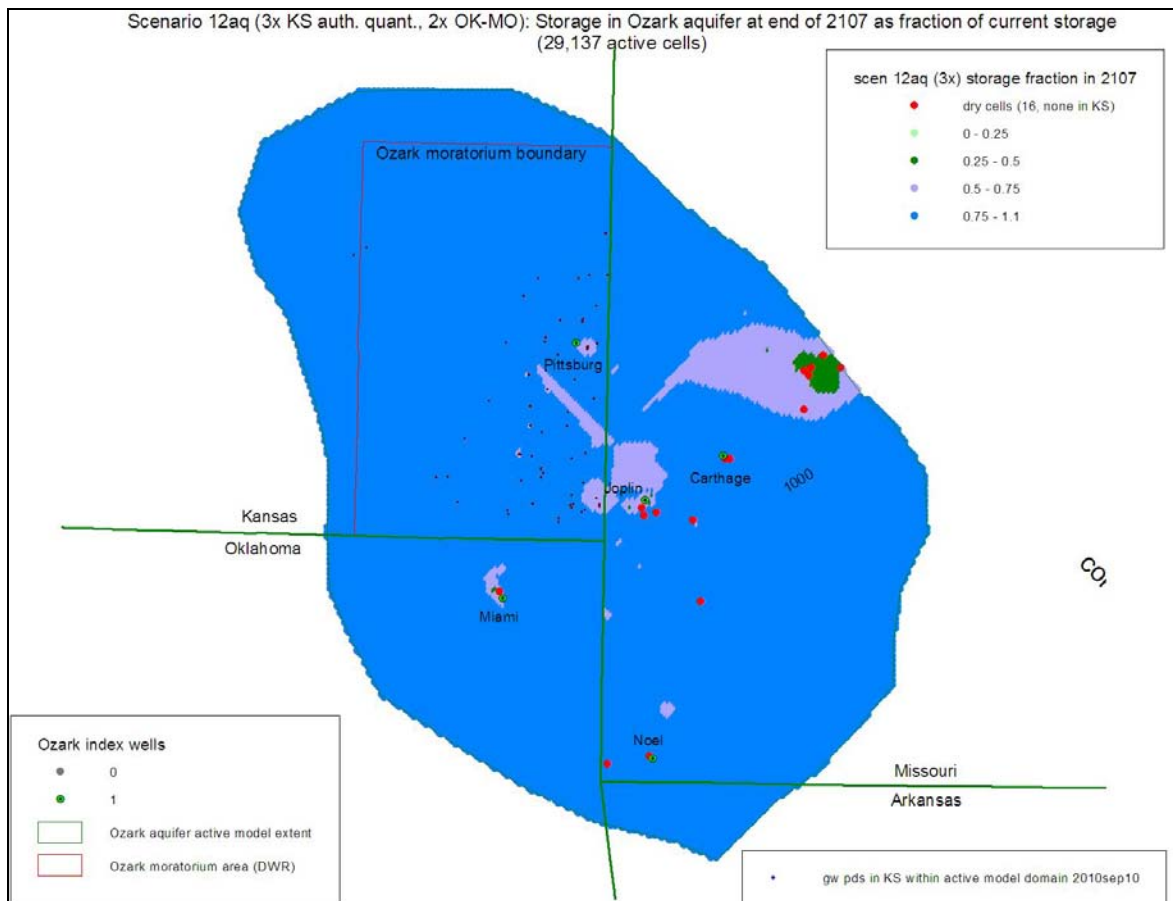 Scenario 12aq (3x KS auth. quant., 2x OK-MO): Storage in Ozark aquifer at end of 2107 as fraction of current storage
(29,137 active cells)
scen 12aq (3x) storage fraction in 2107
dry cells (16, none in KS)
0 - 0.25
0.25 - 0.5
0.5 - 0.75
0.75 - 1.1
Ozark moratorium boundary
Pittsburg
Carthage
1000
Joplin
Kansas
Oklahoma
Miami
Noel
Missouri
Arkansas
Ozark index wells
0
1
Ozark aquifer active model extent
Ozark moratorium area (DWR)
gw pds in KS within active model domain 2010sep10